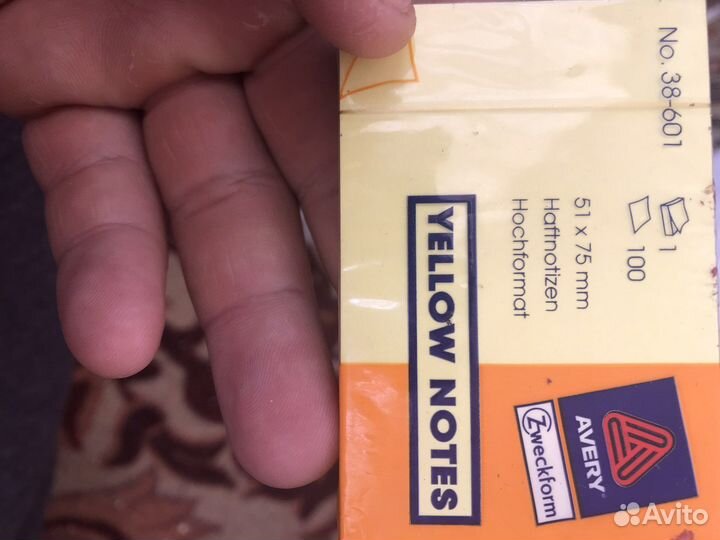 No. 38-601
1
100
51 x 75 mm
Haftnotizen
Hochformat
YELLOW NOTES
AVERY
Zweckform
Avito